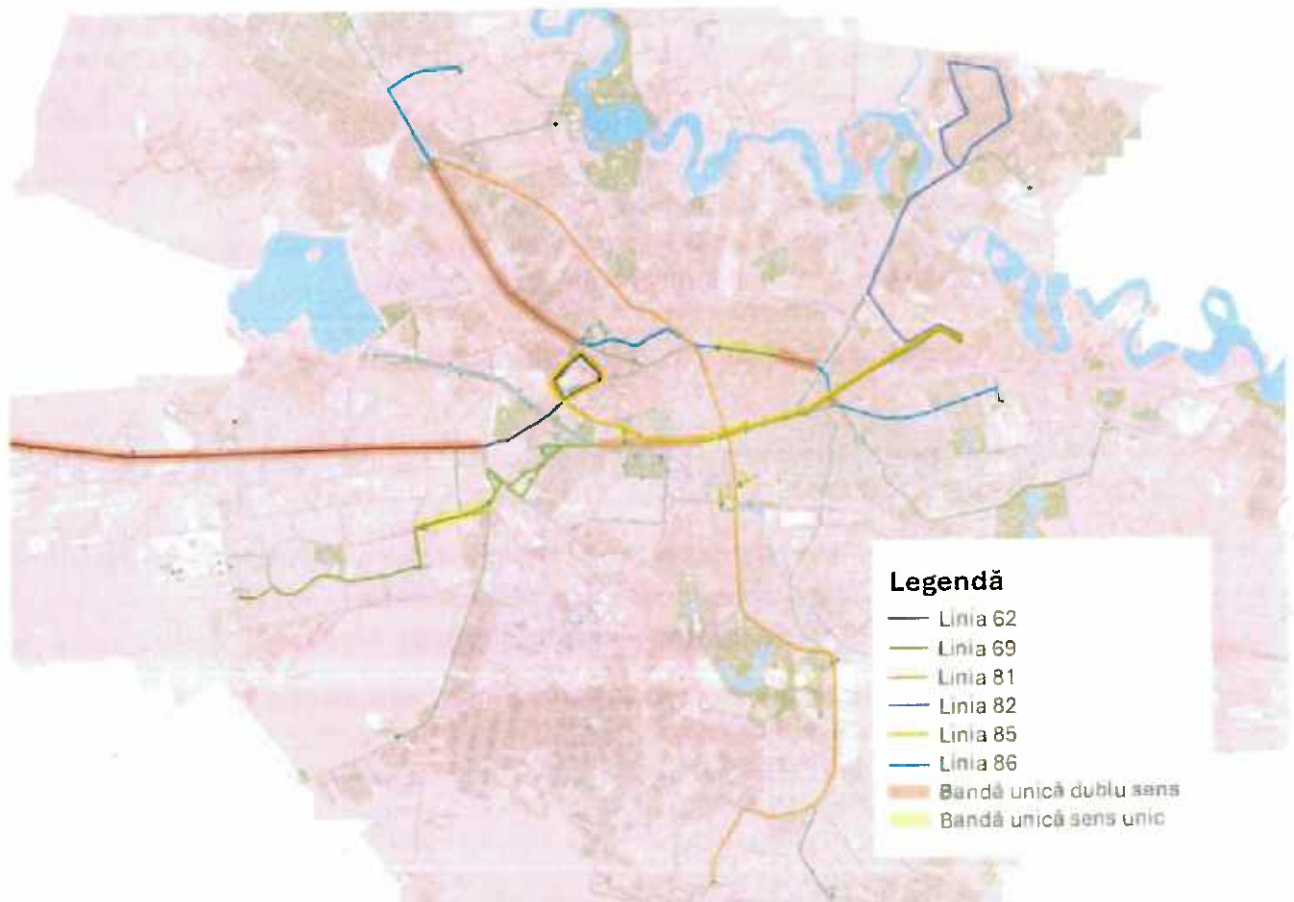 Legendă
Linia 62
Linia 69
Linia 81
Linia 82
Linia 85
Linia 86
Bandă unică dublu sens
Bandă unică sens unic